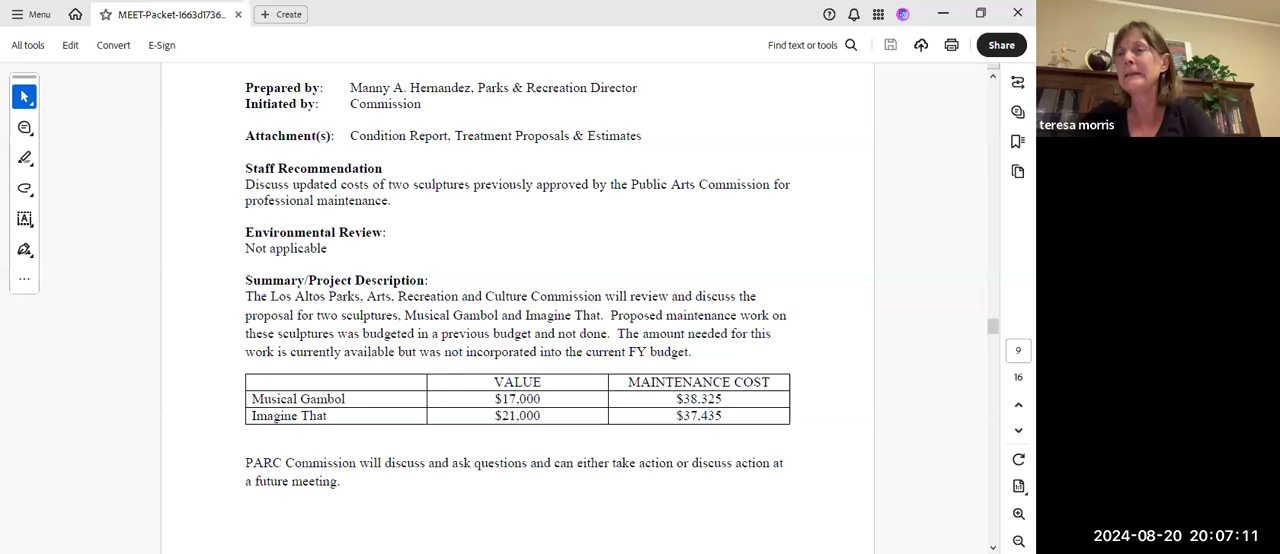 Menu
MEET-Packet-1663d1736...
Create
All tools Edit Convert E-Sign
Find text or tools
Share
Prepared by: Manny A. Hernandez, Parks & Recreation Director
Initiated by: Commission
Attachment(s): Condition Report, Treatment Proposals & Estimates
Staff Recommendation
Discuss updated costs of two sculptures previously approved by the Public Arts Commission for
professional maintenance.
Environmental Review:
Not applicable
Summary/Project Description:
The Los Altos Parks, Arts, Recreation and Culture Commission will review and discuss the
proposal for two sculptures, Musical Gambol and Imagine That. Proposed maintenance work on
these sculptures was budgeted in a previous budget and not done. The amount needed for this
work is currently available but was not incorporated into the current FY budget.
VALUE MAINTENANCE COST
Musical Gambol $17,000 $38,325
Imagine That $21,000 $37,435
PARC Commission will discuss and ask questions and can either take action or discuss action at
a future meeting.
9
16
teresa morris
2024-08-20 20:07:11